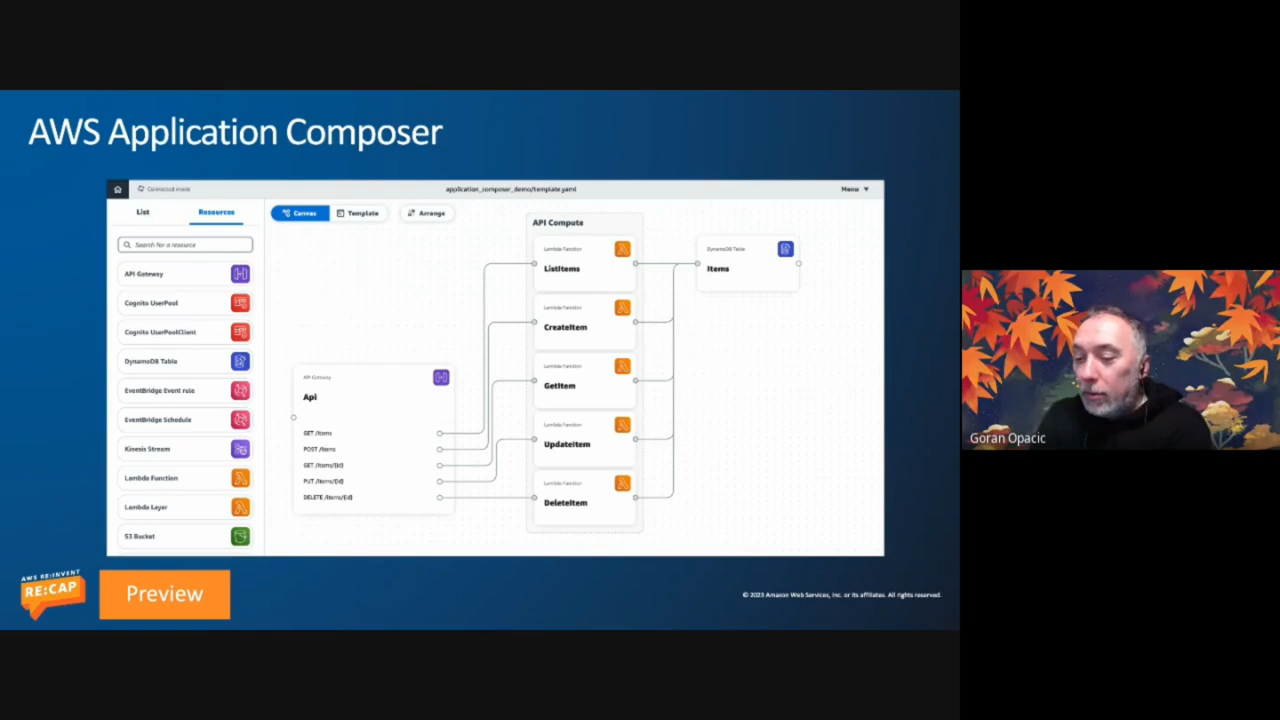 AWS Application Composer
Connected mode
application_composer_demo/template.yaml
Menu
List
Resources
Canvas
Template
Arrange
Search for a resource
API Gateway
Cognito UserPool
Cognito UserPoolClient
DynamoDB Table
EventBridge Event rule
EventBridge Schedule
Kinesis Stream
Lambda Function
Lambda Layer
S3 Bucket
API Gateway
Api
GET /items
POST /items
GET /items/{id}
PUT /items/{id}
DELETE /items/{id}
API Compute
Lambda Function
ListItems
Lambda Function
CreateItem
Lambda Function
GetItem
Lambda Function
UpdateItem
Lambda Function
DeleteItem
DynamoDB Table
Items
AWS RE:INVENT
RE:CAP
Preview
© 2023 Amazon Web Services, Inc. or its affiliates. All rights reserved.
Goran Opacic